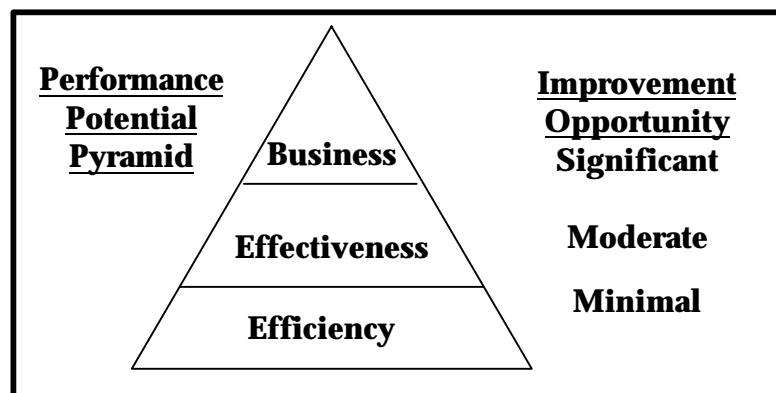 Performance
Potential
Pyramid
Business
Effectiveness
Efficiency
Improvement
Opportunity
Significant
Moderate
Minimal